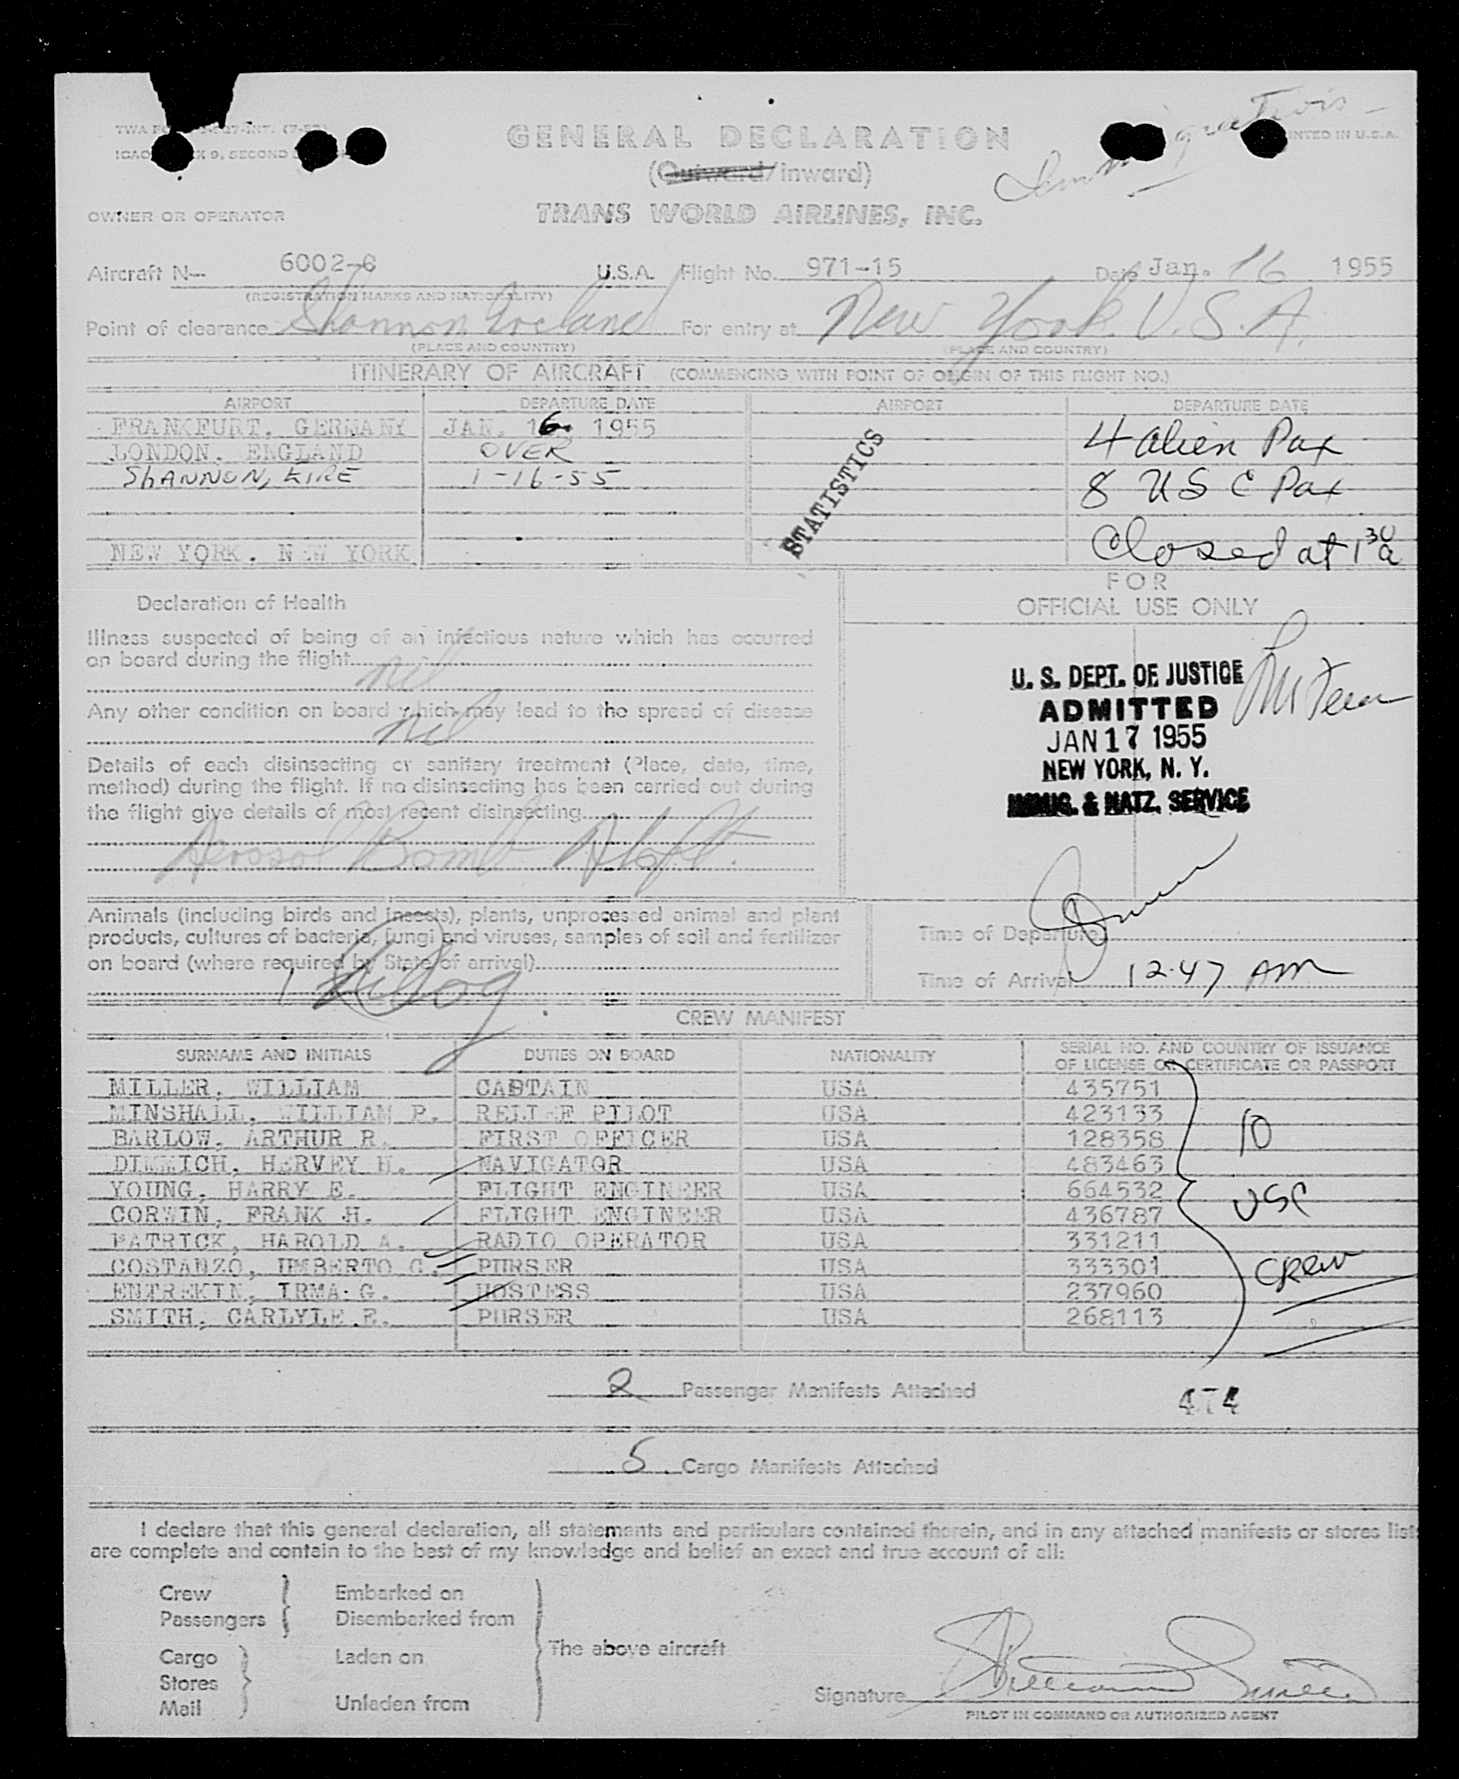 GENERAL DECLARATION
Immigration
PRINTED IN U.S.A.
(Outward/inward)
OWNER OR OPERATOR
TRANS WORLD AIRLINES, INC.
Aircraft N-- 6002-C U.S.A. Flight No. 971-15 Date Jan. 16 1955
(REGISTRATION MARKS AND NATIONALITY)
Point of clearance Shannon Ireland For entry at New York U.S.A.
(PLACE AND COUNTRY) (PLACE AND COUNTRY)
ITINERARY OF AIRCRAFT (COMMENCING WITH POINT OF ORIGIN OF THIS FLIGHT NO.)
AIRPORT DEPARTURE DATE AIRPORT DEPARTURE DATE
FRANKFURT, GERMANY JAN. 16. 1955 4 alien Pax
LONDON, ENGLAND OVER
SHANNON, EIRE 1-16-55 8 USC Pax
STATISTICS
NEW YORK, NEW YORK Closed at 1 30 a
FOR
OFFICIAL USE ONLY
Declaration of Health
Illness suspected of being of an infectious nature which has occurred
on board during the flight nil
Any other condition on board which may lead to the spread of disease
nil
Details of each disinsecting or sanitary treatment (Place, date, time,
method) during the flight. If no disinsecting has been carried out during
the flight give details of most recent disinsecting
Aerosol Bomb Aloft.
U. S. DEPT. OF JUSTICE
ADMITTED
JAN 17 1955
NEW YORK, N. Y.
IMMIG. & NATZ. SERVICE
Animals (including birds and insects), plants, unprocessed animal and plant
products, cultures of bacteria, fungi and viruses, samples of soil and fertilizer
on board (where required by State of arrival)
1 Dog
Time of Departure
Time of Arrival 12:47 AM
CREW MANIFEST
SURNAME AND INITIALS DUTIES ON BOARD NATIONALITY SERIAL NO. AND COUNTRY OF ISSUANCE
OF LICENSE OR CERTIFICATE OR PASSPORT
MILLER, WILLIAM CAPTAIN USA 435751
MINSHALL, WILLIAM P. RELIEF PILOT USA 423133
BARLOW, ARTHUR R. FIRST OFFICER USA 128358
DIMMICH, HERVEY H. NAVIGATOR USA 483463
YOUNG, HARRY E. FLIGHT ENGINEER USA 664532
CORWIN, FRANK H. FLIGHT ENGINEER USA 436787
PATRICK, HAROLD A. RADIO OPERATOR USA 331211
COSTANZO, UMBERTO C. PURSER USA 333301
ENTREKIN, IRMA G. HOSTESS USA 237960
SMITH, CARLYLE E. PURSER USA 268113
10
USC
CREW
2 Passenger Manifests Attached
474
5 Cargo Manifests Attached
I declare that this general declaration, all statements and particulars contained therein, and in any attached manifests or stores lists
are complete and contain to the best of my knowledge and belief an exact and true account of all:
Crew Embarked on
Passengers Disembarked from
The above aircraft
Cargo Laden on
Stores
Mail Unladen from
Signature William Miller
PILOT IN COMMAND OR AUTHORIZED AGENT